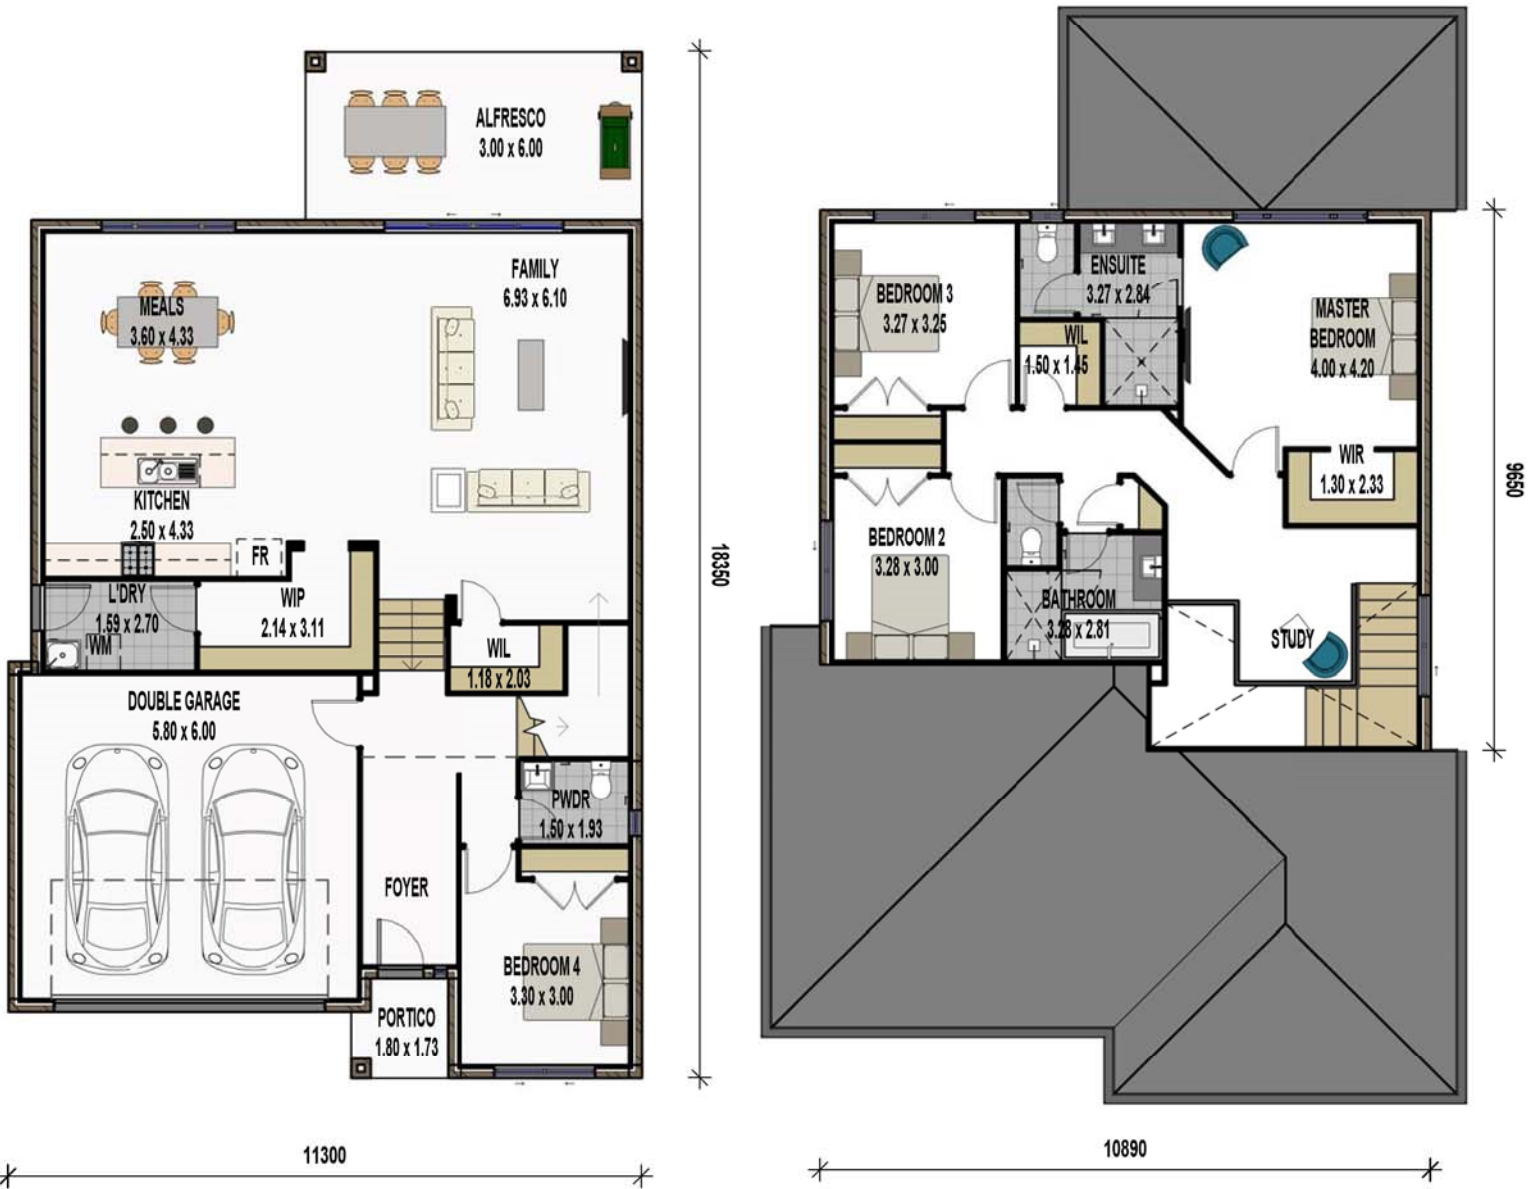 ALFRESCO
3.00 x 6.00
FAMILY
6.93 x 6.10
MEALS
3.60 x 4.33
KITCHEN
2.50 x 4.33
FR
L'DRY
1.59 x 2.70
WM
WIP
2.14 x 3.11
WIL
1.18 x 2.03
DOUBLE GARAGE
5.80 x 6.00
PWDR
1.50 x 1.93
FOYER
BEDROOM 4
3.30 x 3.00
PORTICO
1.80 x 1.73
18350
11300
ENSUITE
3.27 x 2.84
BEDROOM 3
3.27 x 3.25
WIL
1.50 x 1.45
MASTER
BEDROOM
4.00 x 4.20
WIR
1.30 x 2.33
BEDROOM 2
3.28 x 3.00
BATHROOM
3.28 x 2.81
STUDY
9650
10890